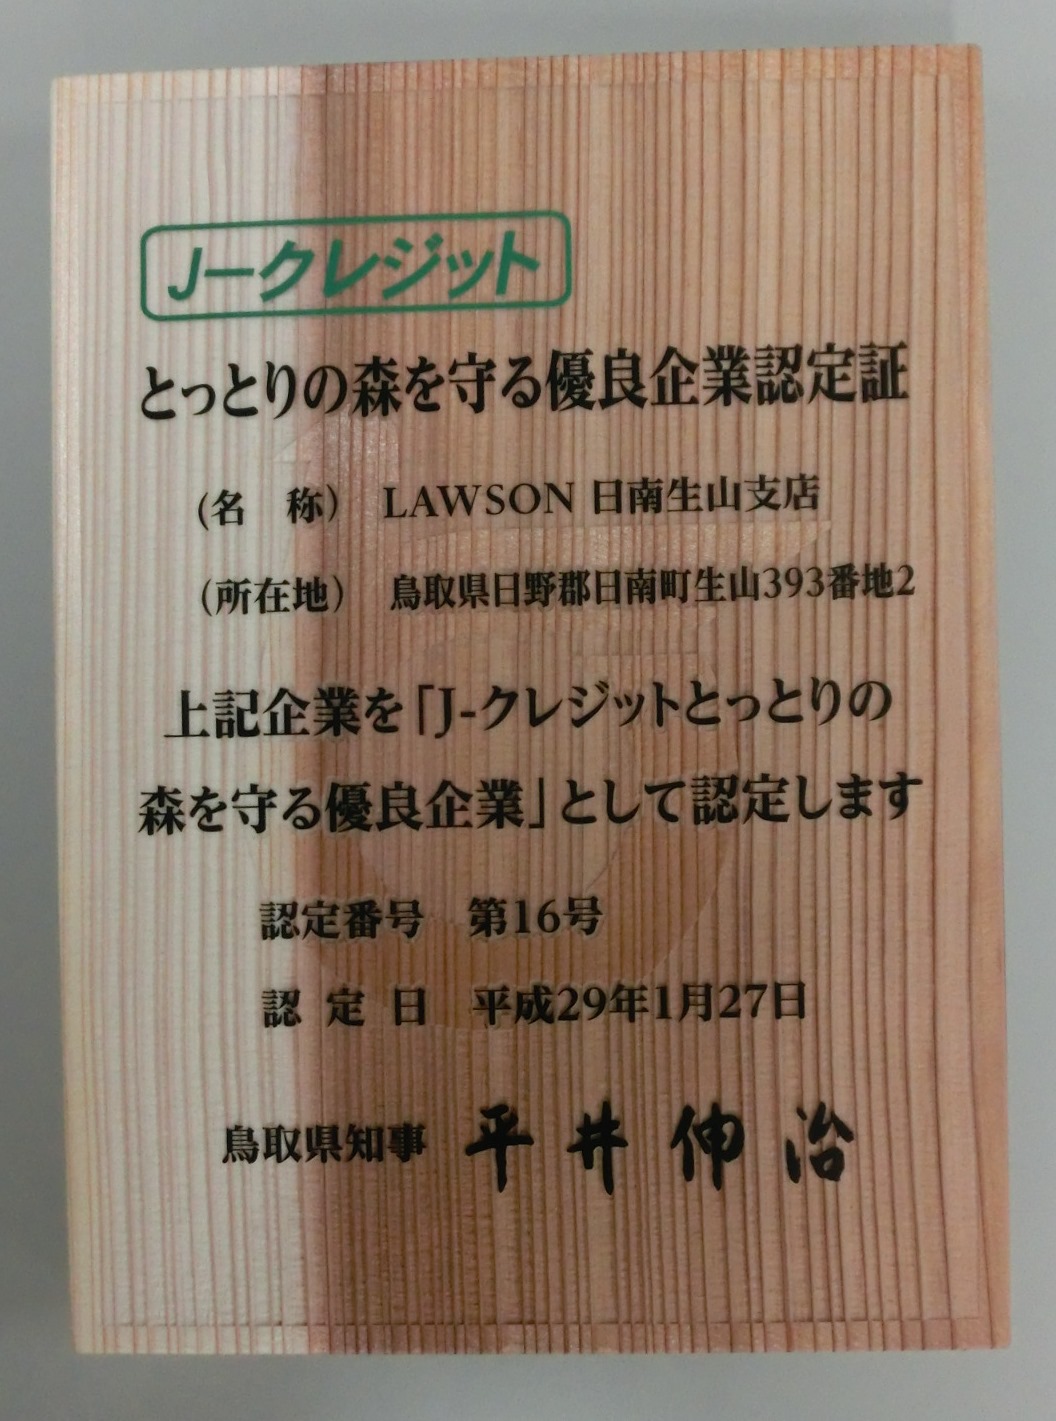 J-クレジット
とっとりの森を守る優良企業認定証
(名　称)　LAWSON 日南生山支店
(所在地)　鳥取県日野郡日南町生山393番地2
上記企業を「J-クレジットとっとりの
森を守る優良企業」として認定します
認定番号　第16号
認 定 日　平成29年1月27日
鳥取県知事　平井伸治